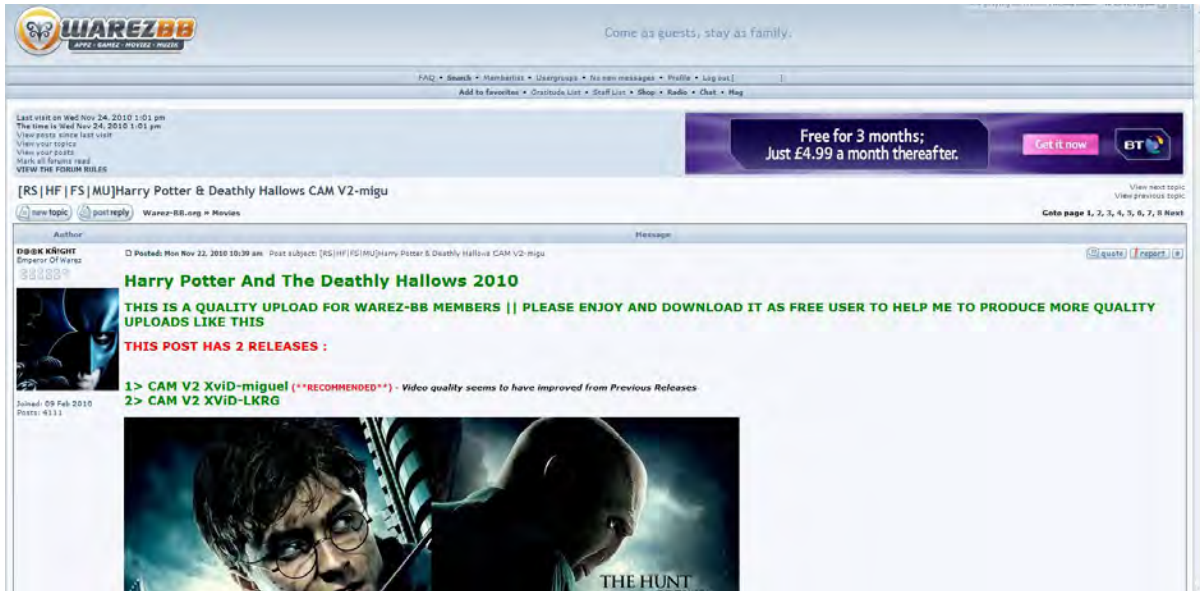 WAREZBB
APPZ · GAMEZ · MOVIEZ · MUZIK
Come as guests, stay as family.
FAQ • Search • Memberlist • Usergroups • No new messages • Profile • Log out [ ]
Add to favorites • Gratitude List • Staff List • Shop • Radio • Chat • Mag
Last visit on Wed Nov 24, 2010 1:01 pm
The time is Wed Nov 24, 2010 1:01 pm
View posts since last visit
View your topics
View your posts
Mark all forums read
VIEW THE FORUM RULES
Free for 3 months;
Just £4.99 a month thereafter.
Get it now
BT
[RS|HF|FS|MU]Harry Potter & Deathly Hallows CAM V2-migu
View next topic
View previous topic
new topic post reply Warez-BB.org » Movies
Goto page 1, 2, 3, 4, 5, 6, 7, 8 Next
Author Message
D@@K KÑIGHT
Emperor Of Warez
Posted: Mon Nov 22, 2010 10:39 am Post subject: [RS|HF|FS|MU]Harry Potter & Deathly Hallows CAM V2-migu
quote report
Harry Potter And The Deathly Hallows 2010
THIS IS A QUALITY UPLOAD FOR WAREZ-BB MEMBERS || PLEASE ENJOY AND DOWNLOAD IT AS FREE USER TO HELP ME TO PRODUCE MORE QUALITY
UPLOADS LIKE THIS
THIS POST HAS 2 RELEASES :
1> CAM V2 XViD-miguel (**RECOMMENDED**) - Video quality seems to have improved from Previous Releases
2> CAM V2 XViD-LKRG
Joined: 09 Feb 2010
Posts: 4111
THE HUNT